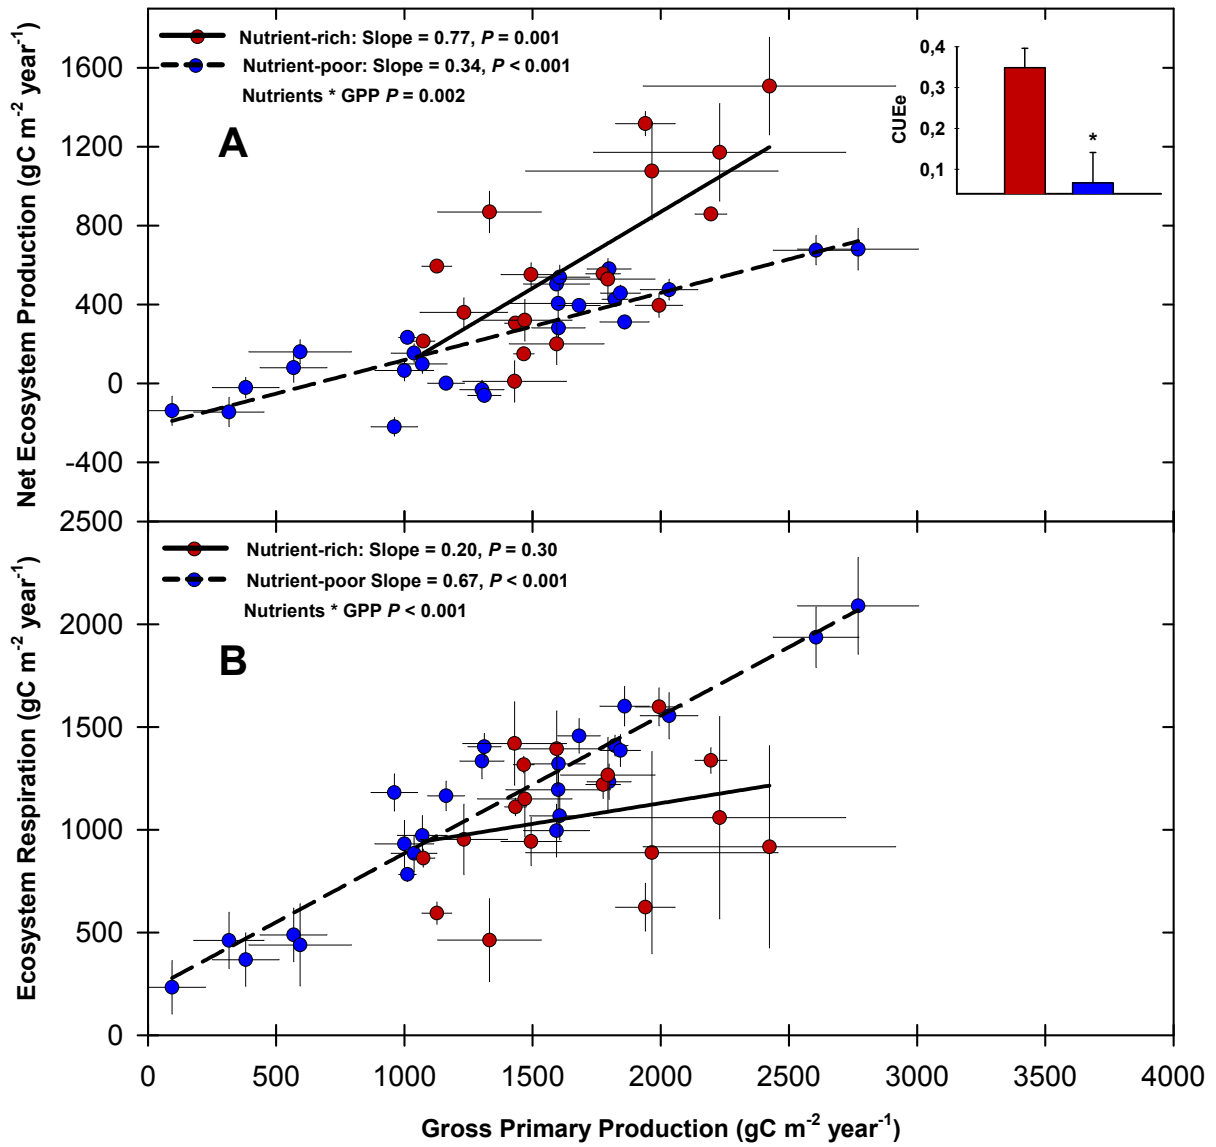 Nutrient-rich: Slope = 0.77, P = 0.001
Nutrient-poor: Slope = 0.34, P < 0.001
Nutrients * GPP P = 0.002
A
0,4
0,3
0,2
0,1
CUEe
*
1600
1200
800
400
0
-400
Net Ecosystem Production (gC m-2 year-1)
2500
Nutrient-rich: Slope = 0.20, P = 0.30
Nutrient-poor Slope = 0.67, P < 0.001
Nutrients * GPP P < 0.001
B
2000
1500
1000
500
0
Ecosystem Respiration (gC m-2 year-1)
0 500 1000 1500 2000 2500 3000 3500 4000
Gross Primary Production (gC m-2 year-1)